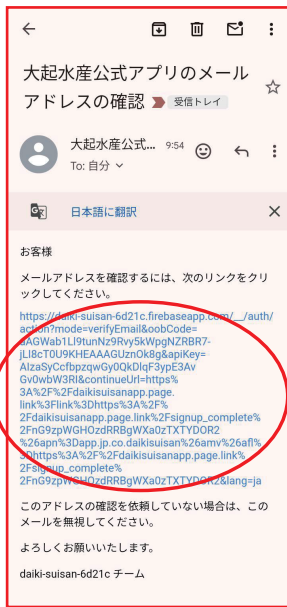 大起水産公式アプリのメール
アドレスの確認 受信トレイ
大起水産公式... 9:54
To: 自分
日本語に翻訳
お客様
メールアドレスを確認するには、次のリンクをクリ
ックしてください。
https://daiki-suisan-6d21c.firebaseapp.com/__/auth/
action?mode=verifyEmail&oobCode=
dAGWab1LI9tunNz9Rvy5kWpgNZRBR7-
jLI8cT0U9KHEAAAGUznOk8g&apiKey=
AIzaSyCcfbpzqwGy0QkDlqF3ypE3Av
Gv0wbW3RI&continueUrl=https%
3A%2F%2Fdaikisuisanapp.page.
link%3Flink%3Dhttps%3A%2F%
2Fdaikisuisanapp.page.link%2Fsignup_complete%
2FnG9zpWGHOzdRRBgWXa0zTXTYDOR2
%26apn%3Dapp.jp.co.daikisuisan%26amv%26afl%
3Dhttps%3A%2F%2Fdaikisuisanapp.page.link%
2Fsignup_complete%
2FnG9zpWGHOzdRRBgWXa0zTXTYDOR2&lang=ja
このアドレスの確認を依頼していない場合は、この
メールを無視してください。
よろしくお願いいたします。
daiki-suisan-6d21c チーム